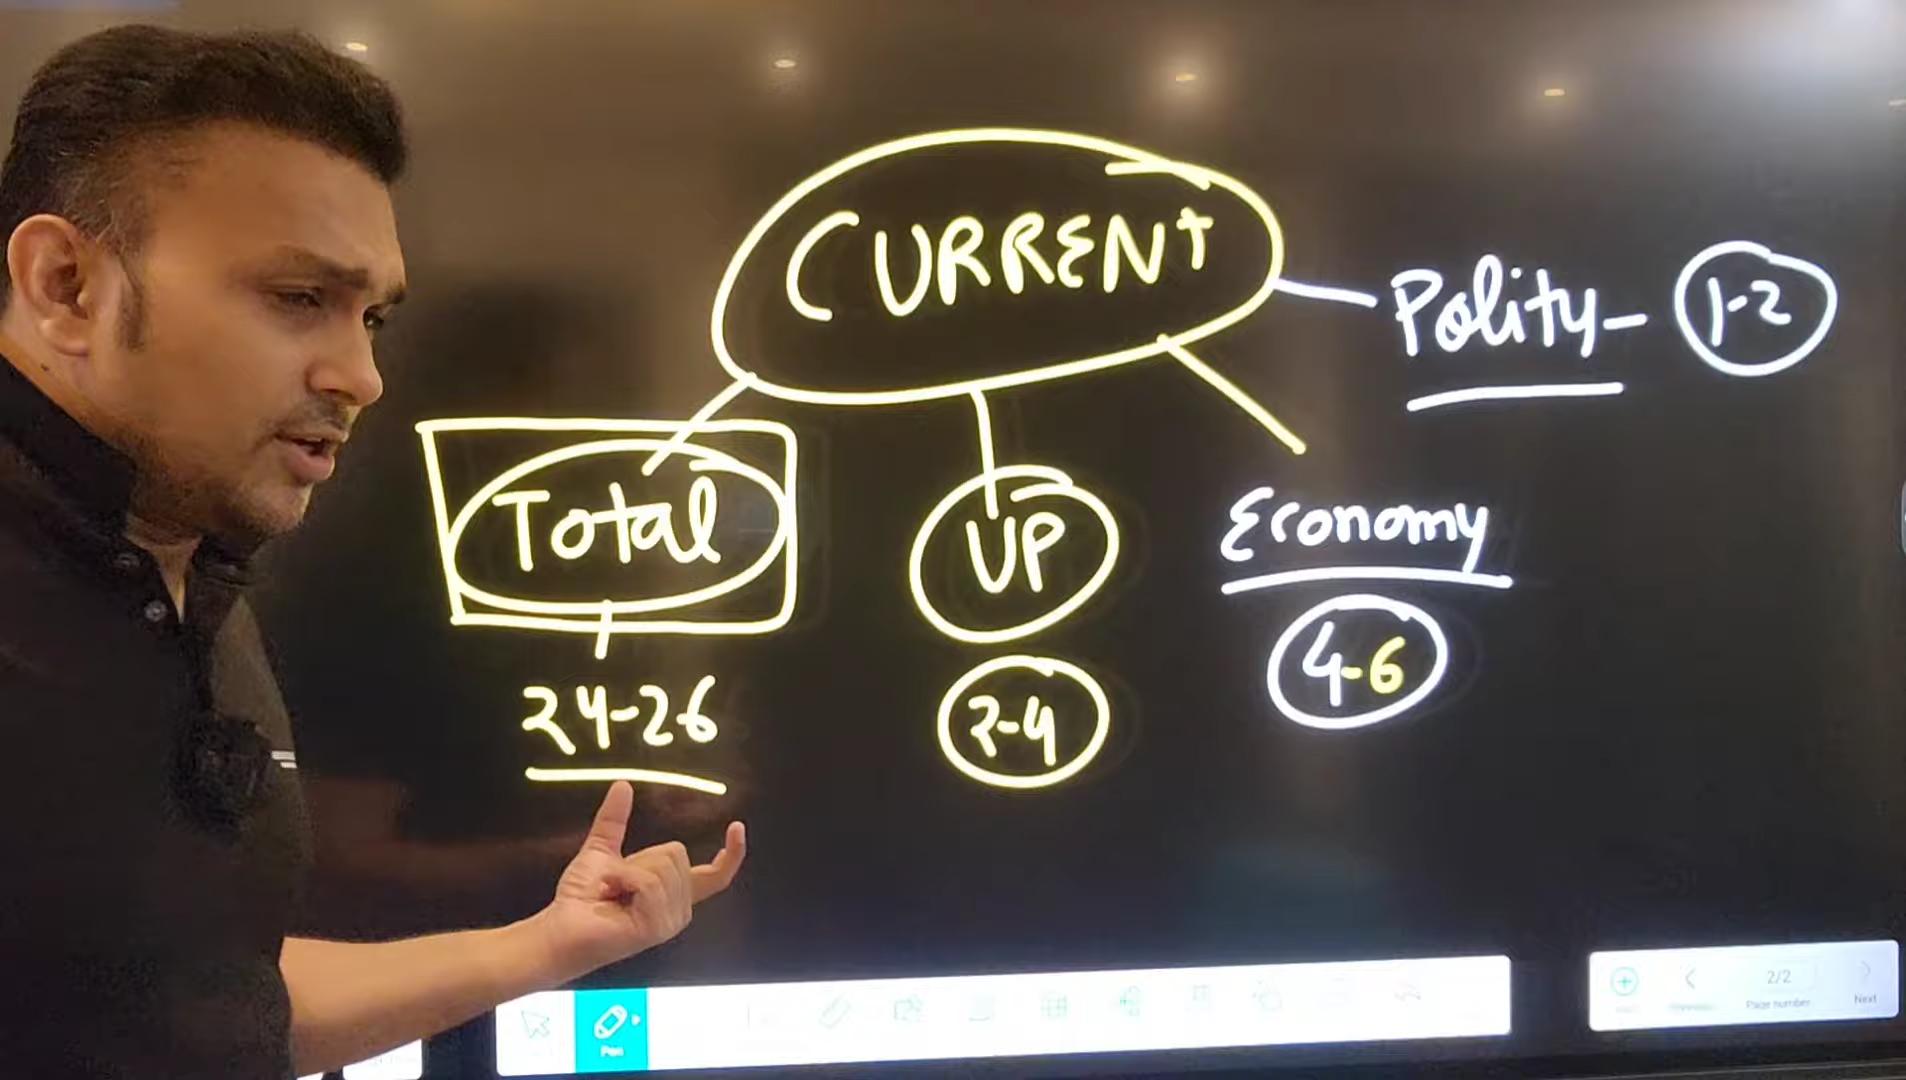 CURRENT
Polity - 1-2
Total
UP
Economy
24-26
2-4
4-6
Pen
2/2
Page number
Next